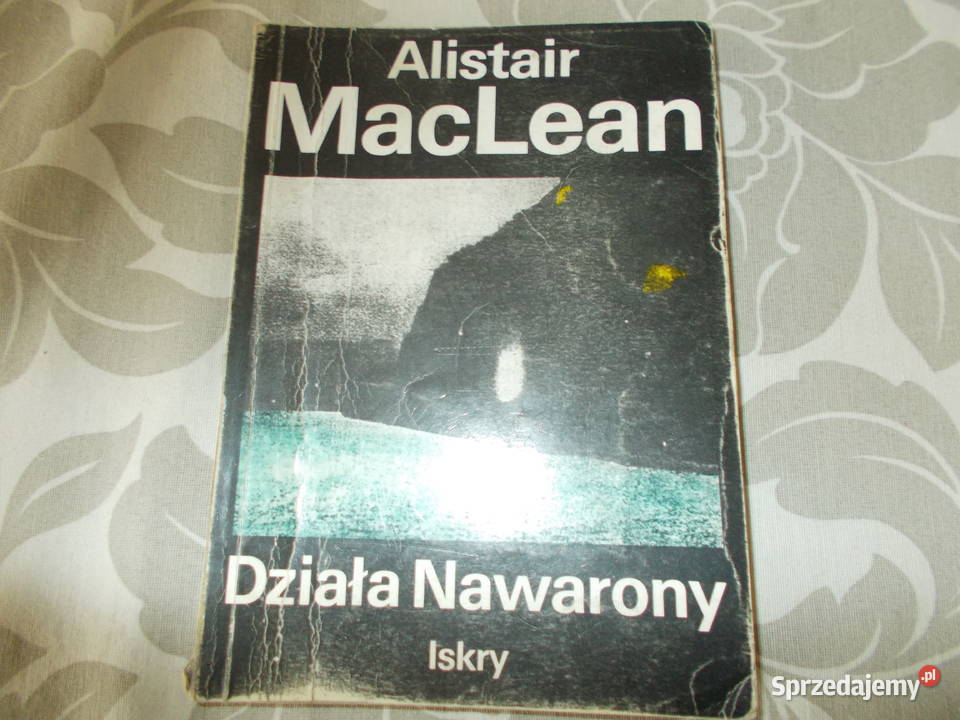 Alistair
MacLean
Działa Nawarony
Iskry
Sprzedajemy.pl